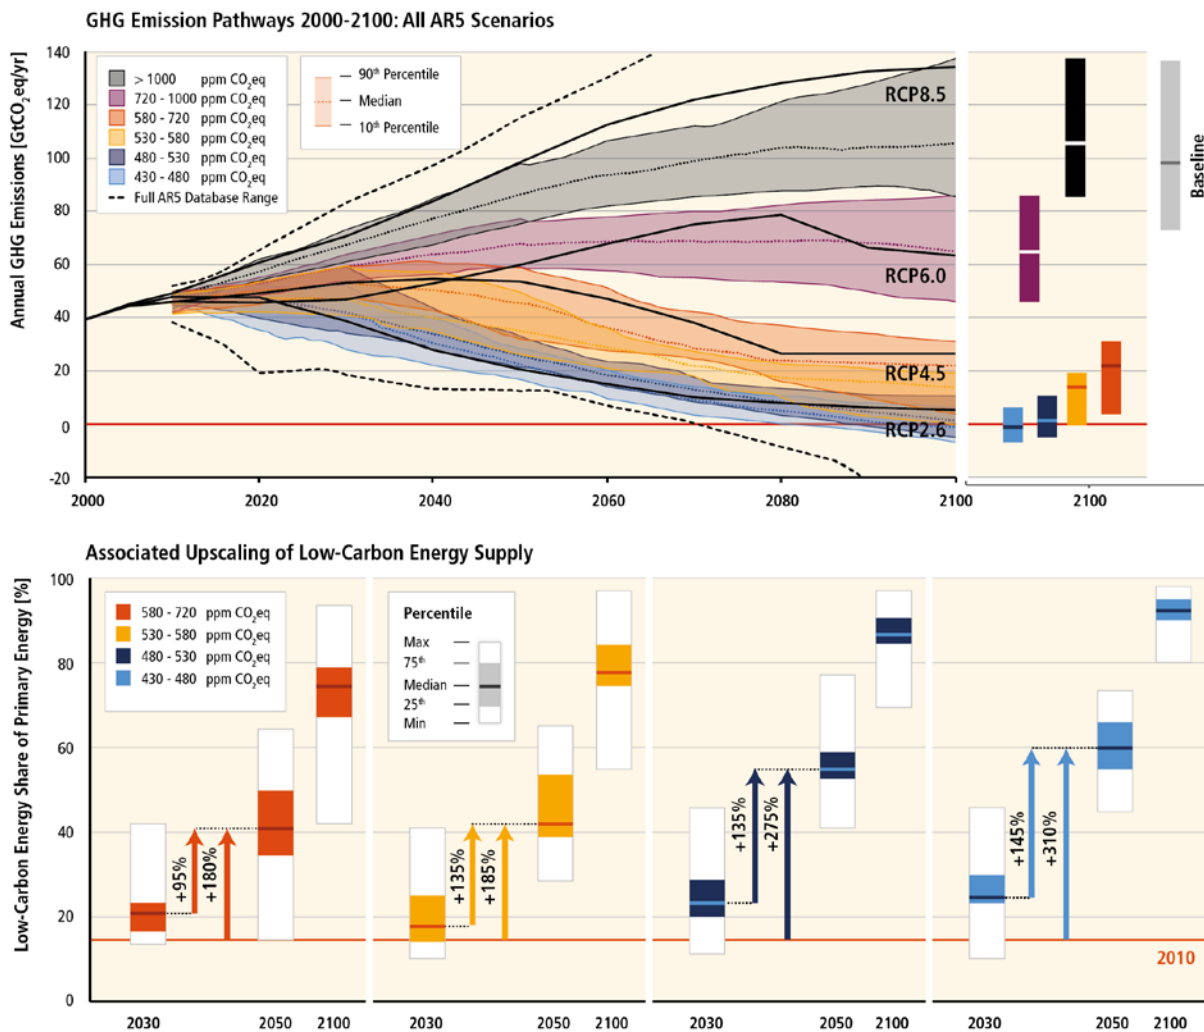 GHG Emission Pathways 2000-2100: All AR5 Scenarios
Annual GHG Emissions [GtCO₂eq/yr]
140
120
100
80
60
40
20
0
-20
> 1000 ppm CO₂eq
720 - 1000 ppm CO₂eq
580 - 720 ppm CO₂eq
530 - 580 ppm CO₂eq
480 - 530 ppm CO₂eq
430 - 480 ppm CO₂eq
Full AR5 Database Range
90th Percentile
Median
10th Percentile
RCP8.5
RCP6.0
RCP4.5
RCP2.6
Baseline
2000
2020
2040
2060
2080
2100
2100
Associated Upscaling of Low-Carbon Energy Supply
Low-Carbon Energy Share of Primary Energy [%]
100
80
60
40
20
0
580 - 720 ppm CO₂eq
530 - 580 ppm CO₂eq
480 - 530 ppm CO₂eq
430 - 480 ppm CO₂eq
Percentile
Max
75th
Median
25th
Min
+95%
+180%
+135%
+185%
+135%
+275%
+145%
+310%
2010
2030
2050
2100
2030
2050
2100
2030
2050
2100
2030
2050
2100